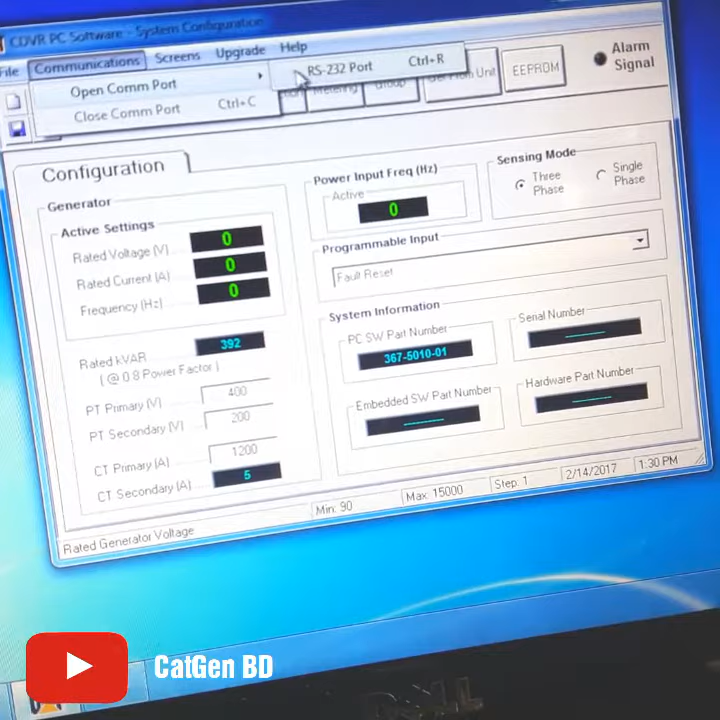 CDVR PC Software - System Configuration
File Communications Screens Upgrade Help
Open Comm Port
RS-232 Port Ctrl+R
Close Comm Port Ctrl+C
Metering
Group
Unit
EEPROM
Alarm
Signal
Configuration
Generator
Active Settings
Rated Voltage (V) 0
Rated Current (A) 0
Frequency (Hz) 0
Rated kVAR 392
( @ 0.8 Power Factor )
PT Primary (V) 400
PT Secondary (V) 200
CT Primary (A) 1200
CT Secondary (A) 5
Power Input Freq (Hz)
Active
0
Sensing Mode
Three
Phase
Single
Phase
Programmable Input
Fault Reset
System Information
PC SW Part Number
367-5010-01
Serial Number
Embedded SW Part Number
Hardware Part Number
Rated Generator Voltage
Min: 90
Max: 15000
Step: 1
2/14/2017
1:30 PM
CatGen BD
DELL